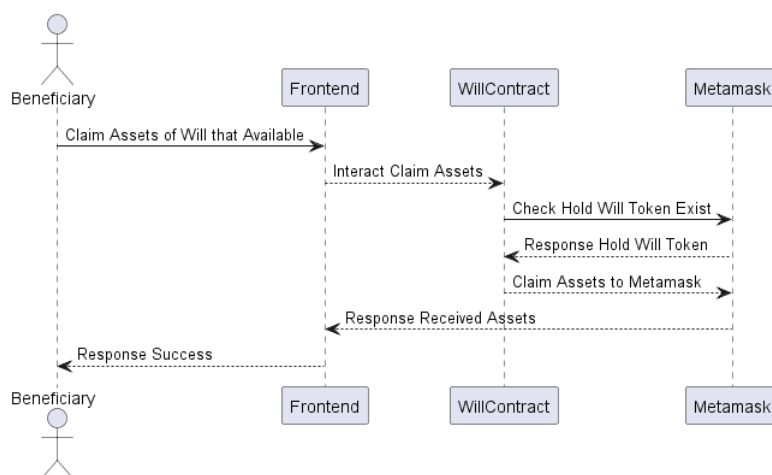 Beneficiary
Frontend
WillContract
Metamask
Claim Assets of Will that Available
Interact Claim Assets
Check Hold Will Token Exist
Response Hold Will Token
Claim Assets to Metamask
Response Received Assets
Response Success
Beneficiary
Frontend
WillContract
Metamask